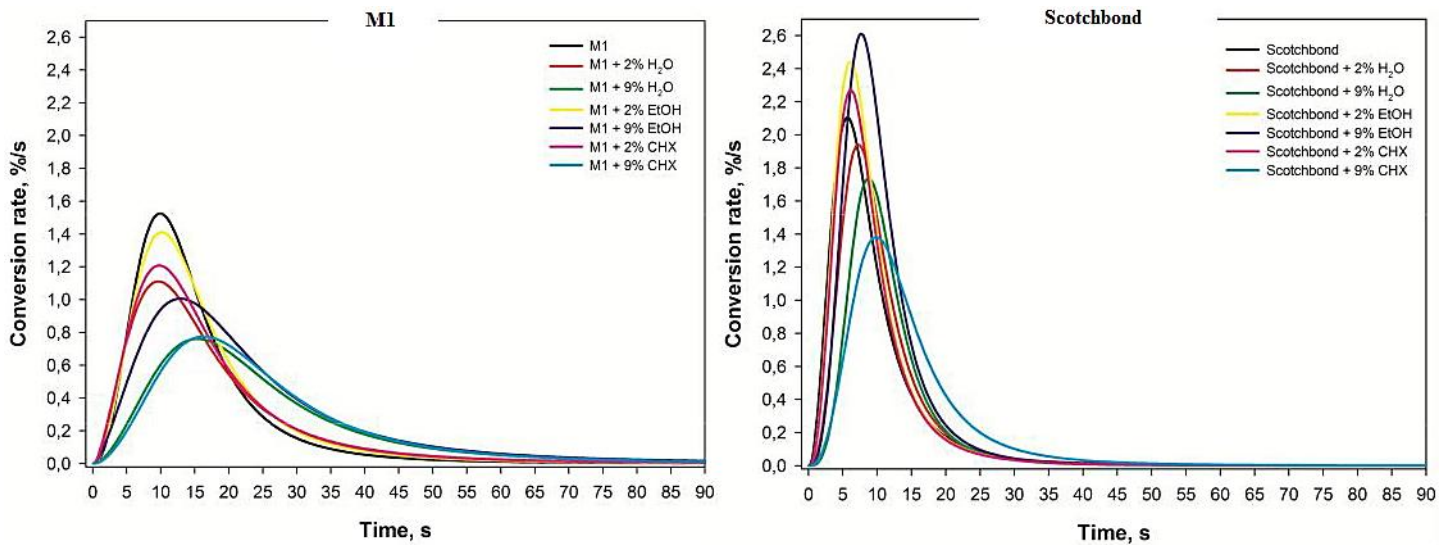 M1
Conversion rate, %/s
2,6
2,4
2,2
2,0
1,8
1,6
1,4
1,2
1,0
0,8
0,6
0,4
0,2
0,0
M1
M1 + 2% H₂O
M1 + 9% H₂O
M1 + 2% EtOH
M1 + 9% EtOH
M1 + 2% CHX
M1 + 9% CHX
0 5 10 15 20 25 30 35 40 45 50 55 60 65 70 75 80 85 90
Time, s
Scotchbond
Conversion rate, %/s
2,6
2,4
2,2
2,0
1,8
1,6
1,4
1,2
1,0
0,8
0,6
0,4
0,2
0,0
Scotchbond
Scotchbond + 2% H₂O
Scotchbond + 9% H₂O
Scotchbond + 2% EtOH
Scotchbond + 9% EtOH
Scotchbond + 2% CHX
Scotchbond + 9% CHX
0 5 10 15 20 25 30 35 40 45 50 55 60 65 70 75 80 85 90
Time, s